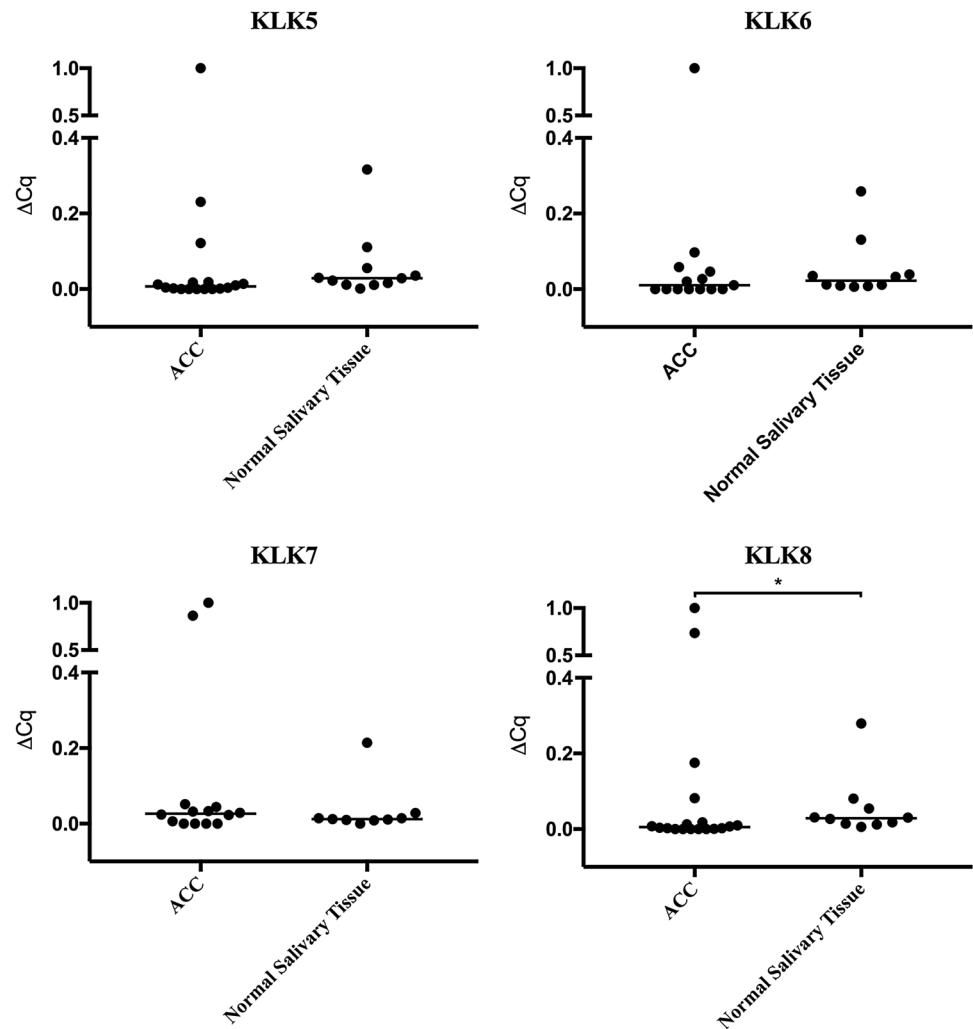 KLK5
1.0
0.5
0.4
0.2
0.0
ΔCq
ACC
Normal Salivary Tissue
KLK6
1.0
0.5
0.4
0.2
0.0
ΔCq
ACC
Normal Salivary Tissue
KLK7
1.0
0.5
0.4
0.2
0.0
ΔCq
ACC
Normal Salivary Tissue
KLK8
*
1.0
0.5
0.4
0.2
0.0
ΔCq
ACC
Normal Salivary Tissue